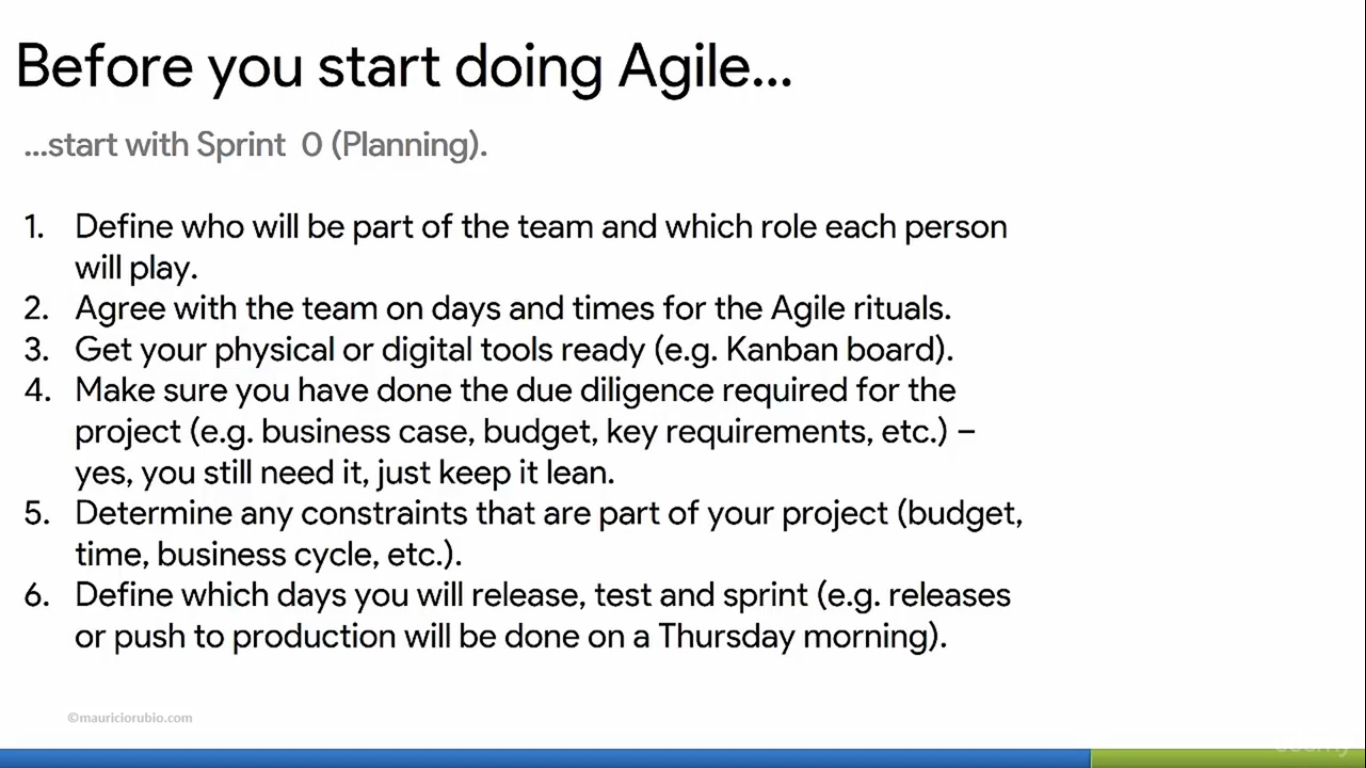 Before you start doing Agile...
...start with Sprint 0 (Planning).
1. Define who will be part of the team and which role each person
will play.
2. Agree with the team on days and times for the Agile rituals.
3. Get your physical or digital tools ready (e.g. Kanban board).
4. Make sure you have done the due diligence required for the
project (e.g. business case, budget, key requirements, etc.) –
yes, you still need it, just keep it lean.
5. Determine any constraints that are part of your project (budget,
time, business cycle, etc.).
6. Define which days you will release, test and sprint (e.g. releases
or push to production will be done on a Thursday morning).
©mauriciorubio.com